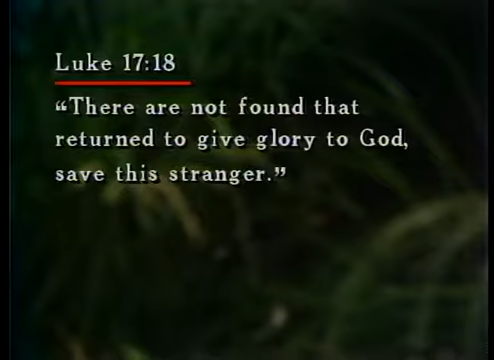 Luke 17:18
“There are not found that
returned to give glory to God,
save this stranger.”